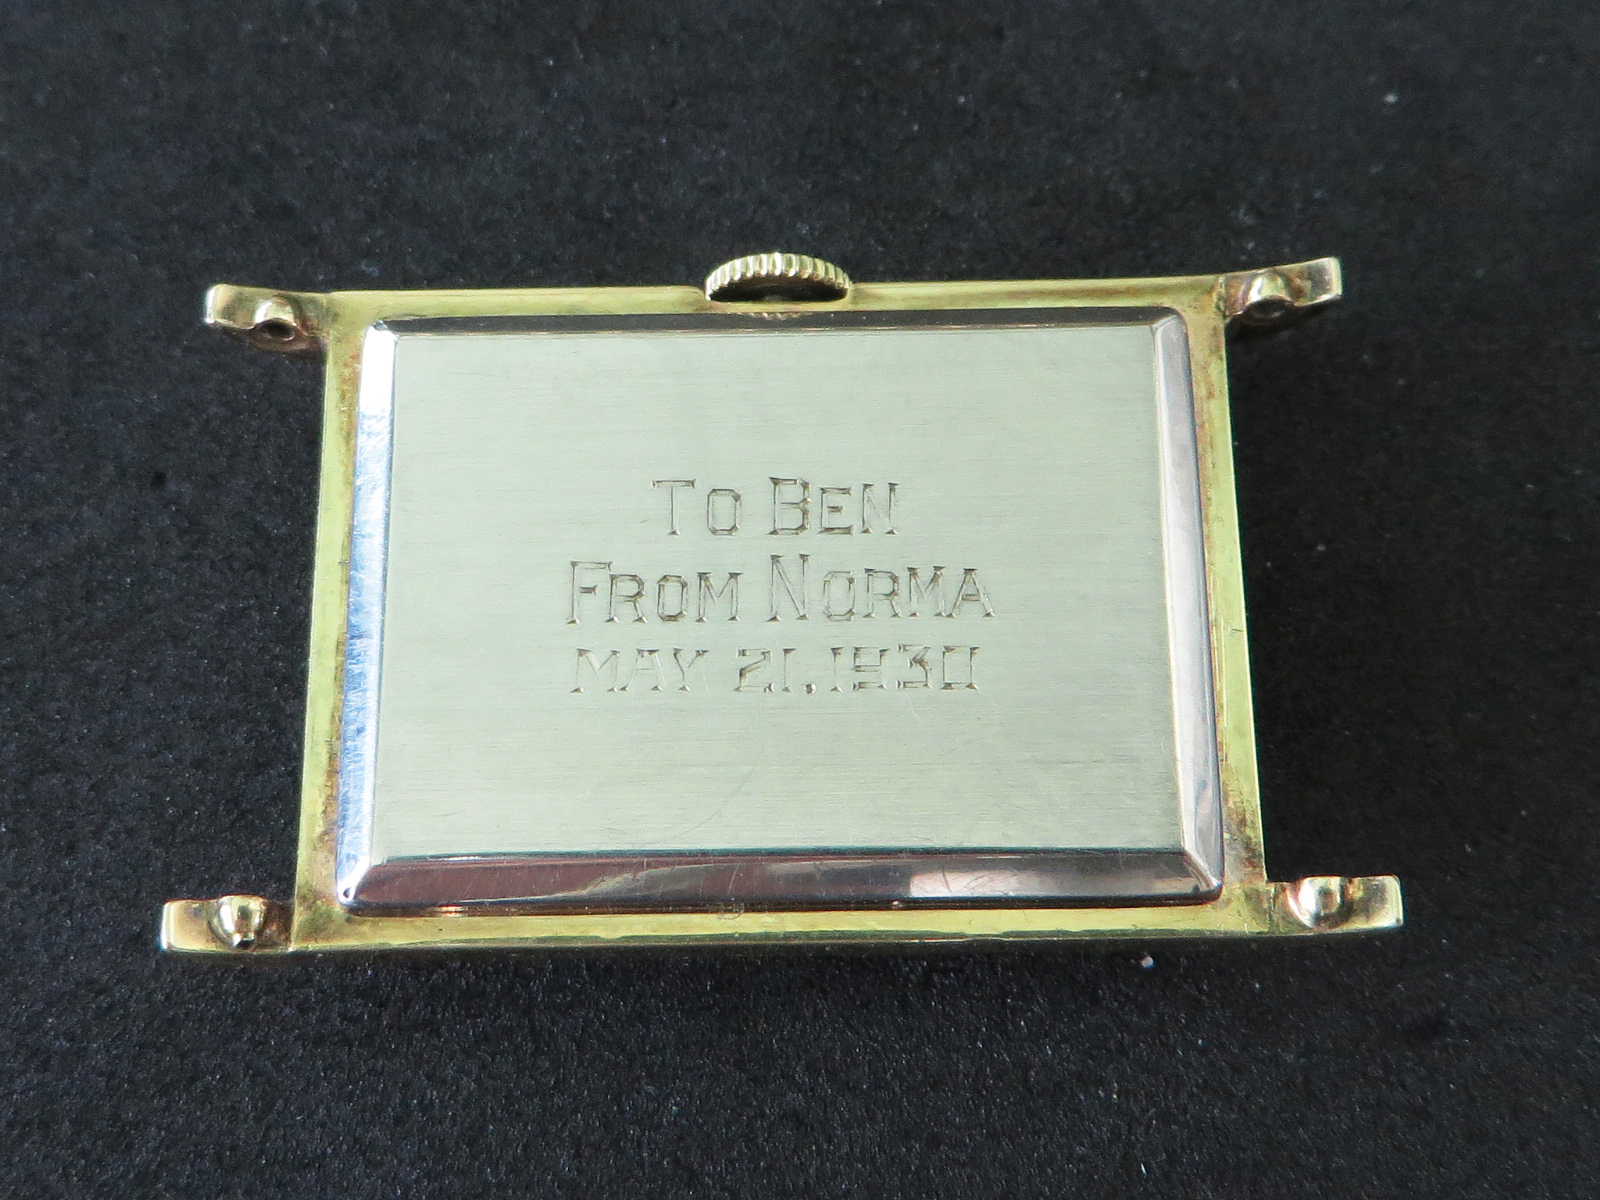 To Ben
From Norma
May 21, 1930